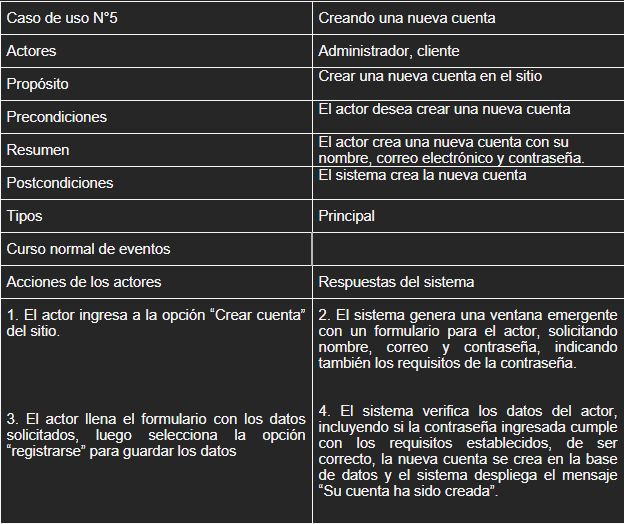 Caso de uso N°5
Creando una nueva cuenta
Actores
Administrador, cliente
Propósito
Crear una nueva cuenta en el sitio
Precondiciones
El actor desea crear una nueva cuenta
Resumen
El actor crea una nueva cuenta con su
nombre, correo electrónico y contraseña.
Postcondiciones
El sistema crea la nueva cuenta
Tipos
Principal
Curso normal de eventos
Acciones de los actores
Respuestas del sistema
1. El actor ingresa a la opción “Crear cuenta”
del sitio.
2. El sistema genera una ventana emergente
con un formulario para el actor, solicitando
nombre, correo y contraseña, indicando
también los requisitos de la contraseña.
3. El actor llena el formulario con los datos
solicitados, luego selecciona la opción
“registrarse” para guardar los datos
4. El sistema verifica los datos del actor,
incluyendo si la contraseña ingresada cumple
con los requisitos establecidos, de ser
correcto, la nueva cuenta se crea en la base
de datos y el sistema despliega el mensaje
“Su cuenta ha sido creada”.